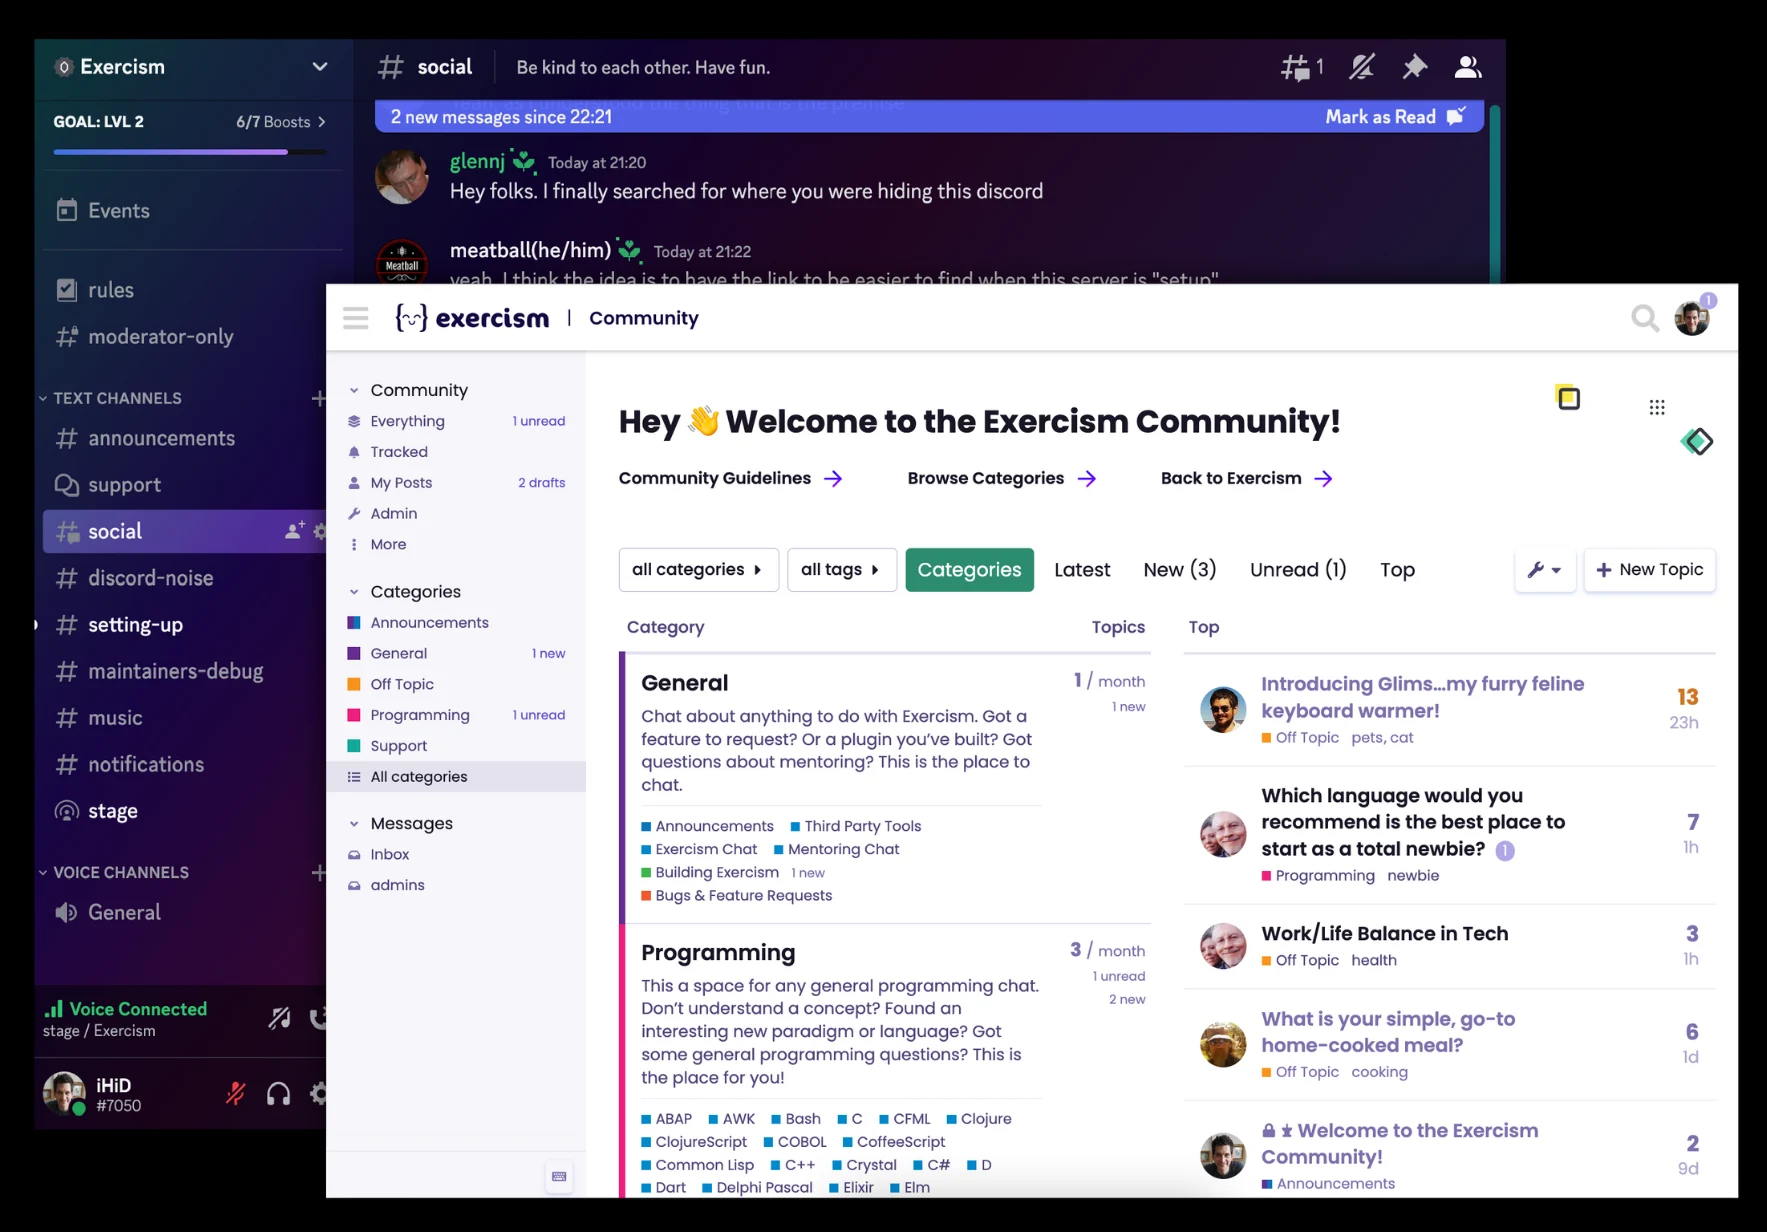 Exercism
GOAL: LVL 2 6/7 Boosts
Events
rules
moderator-only
TEXT CHANNELS
announcements
support
social
discord-noise
setting-up
maintainers-debug
music
notifications
stage
VOICE CHANNELS
General
Voice Connected
stage / Exercism
iHiD
#7050
social Be kind to each other. Have fun. 1
Yeah, as I understood the thing that is the premise
2 new messages since 22:21 Mark as Read
glennj Today at 21:20
Hey folks. I finally searched for where you were hiding this discord
Meatball
meatball(he/him) Today at 21:22
yeah, I think the idea is to have the link to be easier to find when this server is "setup"
exercism | Community
1
Community
Everything 1 unread
Tracked
My Posts 2 drafts
Admin
More
Categories
Announcements
General 1 new
Off Topic
Programming 1 unread
Support
All categories
Messages
Inbox
admins
Hey 👋 Welcome to the Exercism Community!
Community Guidelines → Browse Categories → Back to Exercism →
all categories all tags Categories Latest New (3) Unread (1) Top + New Topic
Category Topics
General 1 / month
1 new
Chat about anything to do with Exercism. Got a
feature to request? Or a plugin you've built? Got
questions about mentoring? This is the place to
chat.
Announcements Third Party Tools
Exercism Chat Mentoring Chat
Building Exercism 1 new
Bugs & Feature Requests
Programming 3 / month
1 unread
2 new
This a space for any general programming chat.
Don't understand a concept? Found an
interesting new paradigm or language? Got
some general programming questions? This is
the place for you!
ABAP AWK Bash C CFML Clojure
ClojureScript COBOL CoffeeScript
Common Lisp C++ Crystal C# D
Dart Delphi Pascal Elixir Elm
Top
Introducing Glims…my furry feline
keyboard warmer!
Off Topic pets, cat
13
23h
Which language would you
recommend is the best place to
start as a total newbie? 1
Programming newbie
7
1h
Work/Life Balance in Tech
Off Topic health
3
1h
What is your simple, go-to
home-cooked meal?
Off Topic cooking
6
1d
Welcome to the Exercism
Community!
Announcements
2
9d